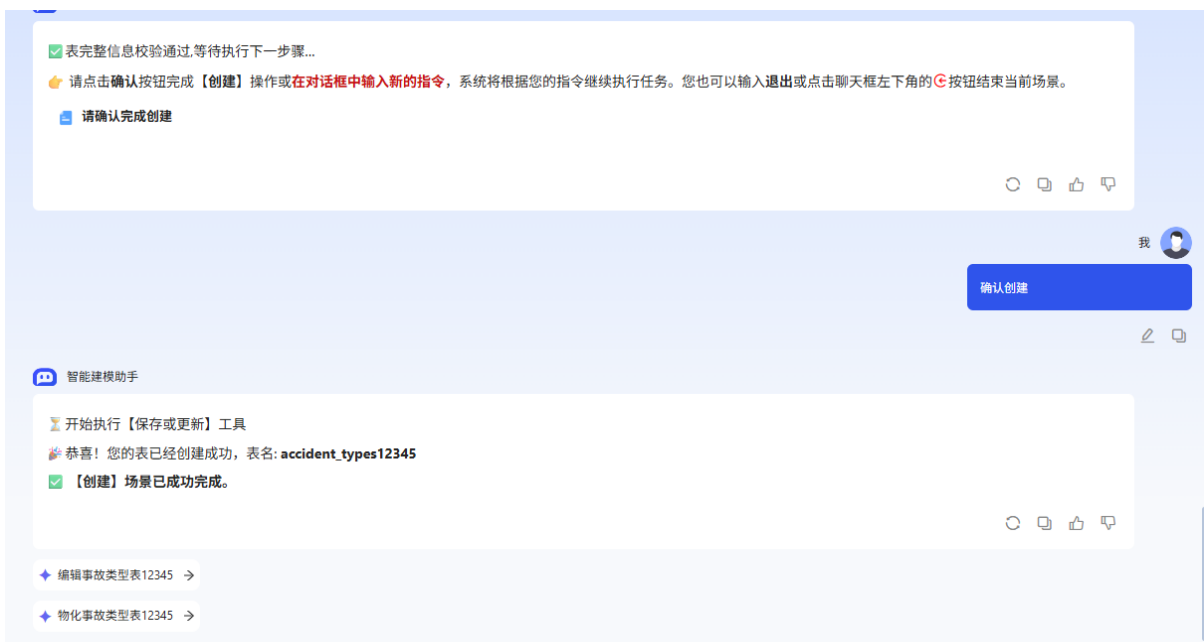 表完整信息校验通过,等待执行下一步骤...
请点击确认按钮完成【创建】操作或在对话框中输入新的指令，系统将根据您的指令继续执行任务。您也可以输入退出或点击聊天框左下角的按钮结束当前场景。
请确认完成创建
我
确认创建
智能建模助手
开始执行【保存或更新】工具
恭喜！您的表已经创建成功，表名: accident_types12345
【创建】场景已成功完成。
编辑事故类型表12345
物化事故类型表12345